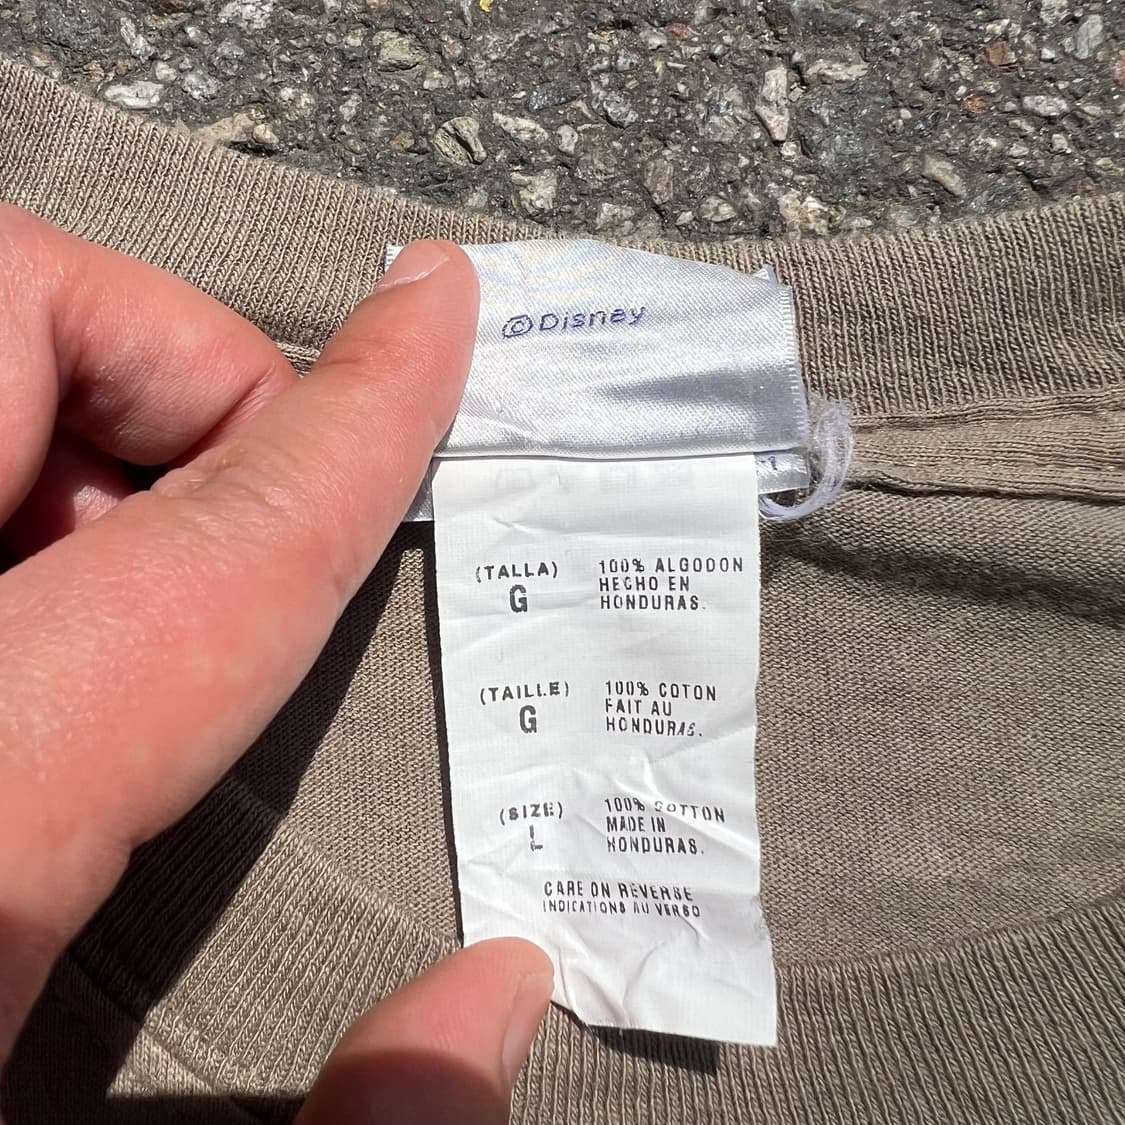 ©Disney
(TALLA) 100% ALGODON
G HECHO EN
HONDURAS.
(TAILLE) 100% COTON
G FAIT AU
HONDURAS.
(SIZE) 100% COTTON
L MADE IN
HONDURAS.
CARE ON REVERSE
INDICATIONS AU VERSO